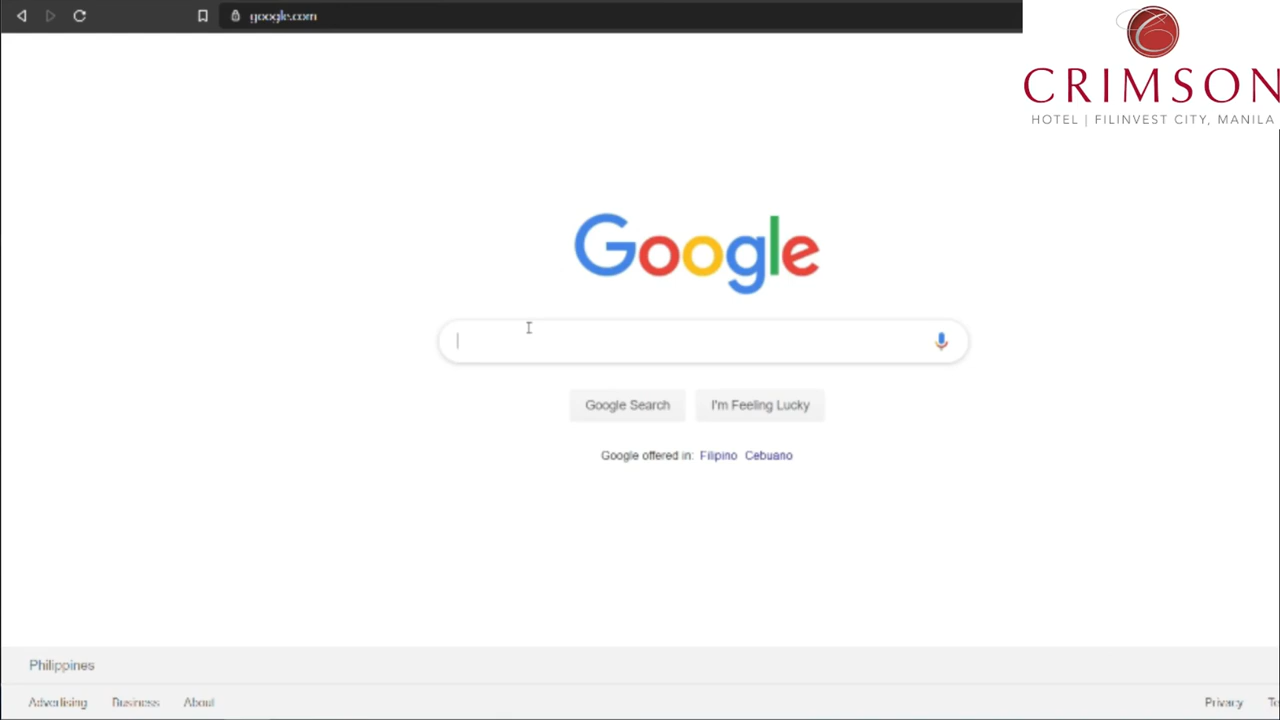 google.com
CRIMSON
HOTEL | FILINVEST CITY, MANILA
Google
Google Search I'm Feeling Lucky
Google offered in: Filipino Cebuano
Philippines
Advertising Business About Privacy